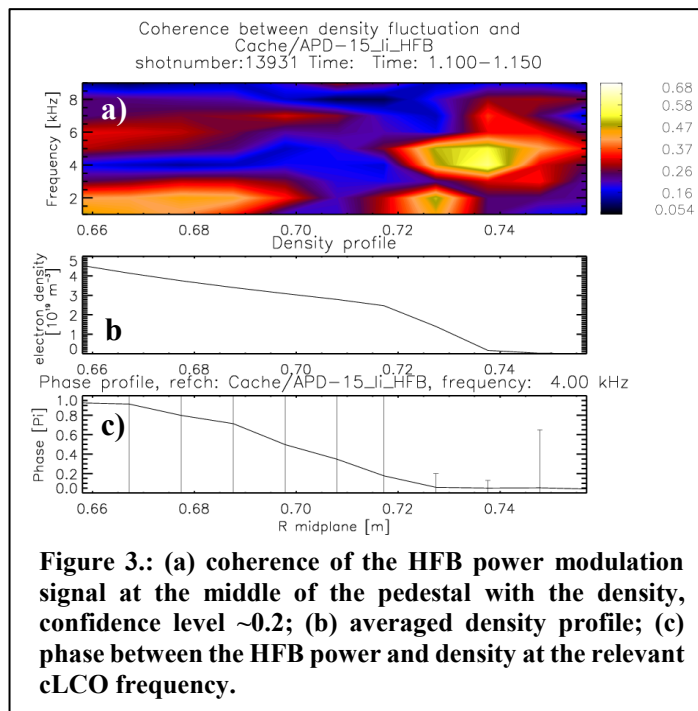 Coherence between density fluctuation and
Cache/APD-15_li_HFB
shotnumber:13931 Time: Time: 1.100-1.150
a)
Frequency [kHz]
8
6
4
2
0.66 0.68 0.70 0.72 0.74
0.68
0.58
0.47
0.37
0.26
0.16
0.054
Density profile
b
electron density
[10¹⁹ m⁻³]
5
4
3
2
1
0
0.66 0.68 0.70 0.72 0.74
Phase profile, refch: Cache/APD-15_li_HFB, frequency: 4.00 kHz
c)
Phase [Pi]
1.0
0.8
0.6
0.4
0.2
0.0
0.66 0.68 0.70 0.72 0.74
R midplane [m]
Figure 3.: (a) coherence of the HFB power modulation
signal at the middle of the pedestal with the density,
confidence level ~0.2; (b) averaged density profile; (c)
phase between the HFB power and density at the relevant
cLCO frequency.